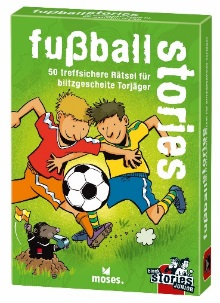 fußball
stories
50 treffsichere Rätsel für
blitzgescheite Torjäger
moses.
black
stories
JUNIOR
fußball stories